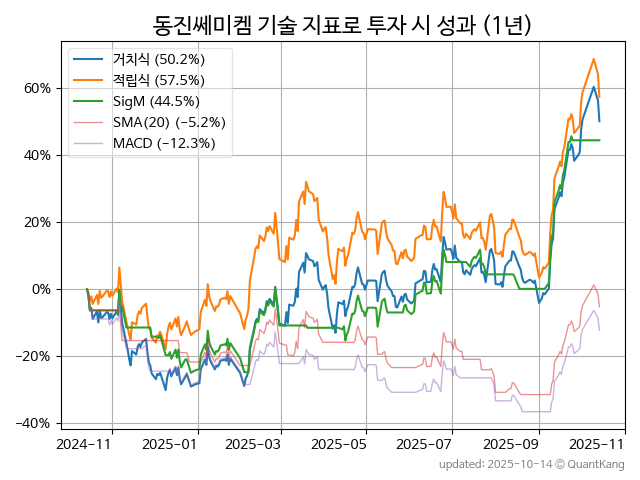 동진쎄미켐 기술 지표로 투자 시 성과 (1년)
거치식 (50.2%)
적립식 (57.5%)
SigM (44.5%)
SMA(20) (−5.2%)
MACD (−12.3%)
60%
40%
20%
0%
−20%
−40%
2024-11 2025-01 2025-03 2025-05 2025-07 2025-09 2025-11
updated: 2025-10-14 © QuantKang